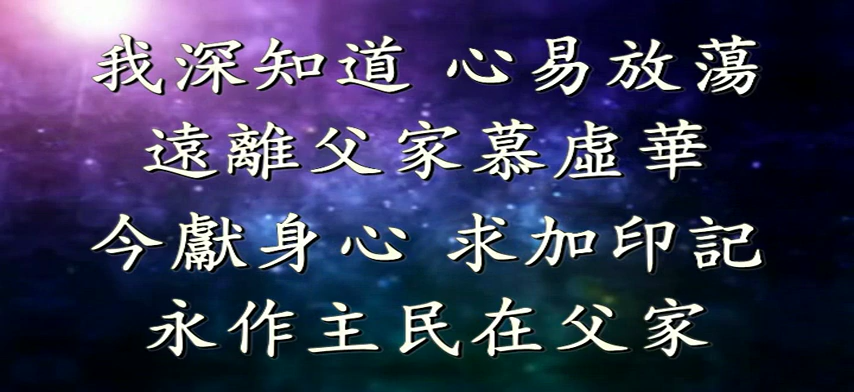 我深知道 心易放蕩
遠離父家慕虛華
今獻身心 求加印記
永作主民在父家